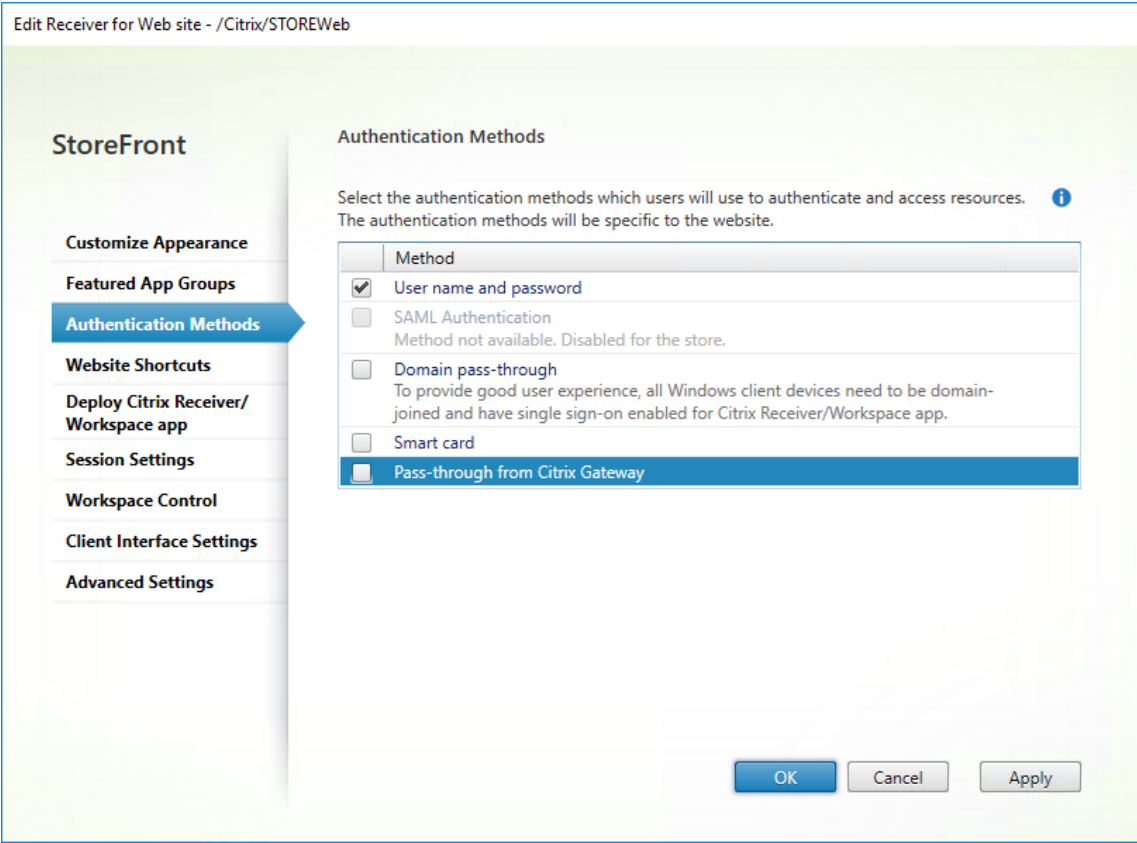 Edit Receiver for Web site - /Citrix/STOREWeb
StoreFront
Customize Appearance
Featured App Groups
Authentication Methods
Website Shortcuts
Deploy Citrix Receiver/
Workspace app
Session Settings
Workspace Control
Client Interface Settings
Advanced Settings
Authentication Methods
Select the authentication methods which users will use to authenticate and access resources.
The authentication methods will be specific to the website.
Method
User name and password
SAML Authentication
Method not available. Disabled for the store.
Domain pass-through
To provide good user experience, all Windows client devices need to be domain-
joined and have single sign-on enabled for Citrix Receiver/Workspace app.
Smart card
Pass-through from Citrix Gateway
OK
Cancel
Apply